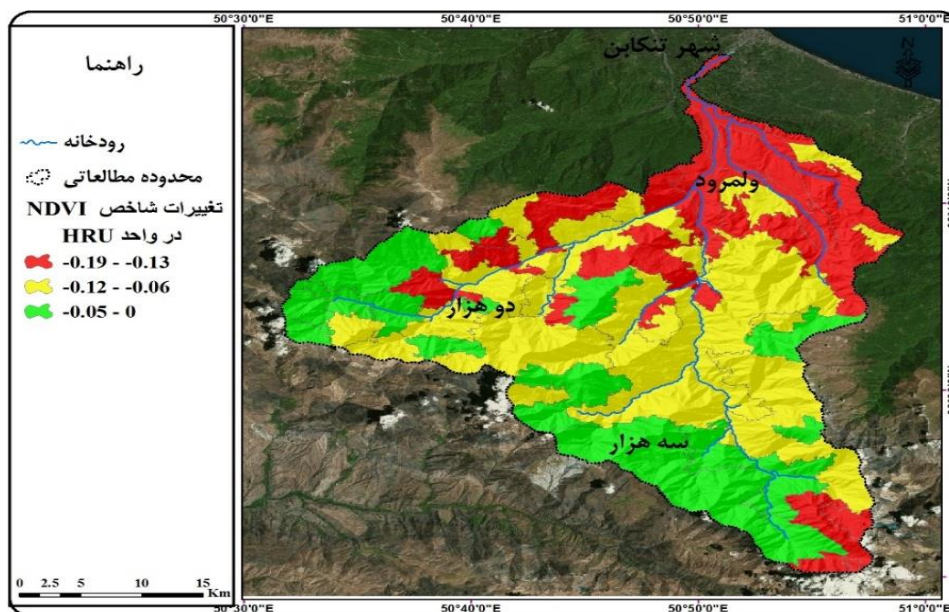 50°30'0"E 50°40'0"E 50°50'0"E 51°0'0"E
شهر تنکابن
راهنما
رودخانه
محدوده مطالعاتی
تغییرات شاخص NDVI
در واحد HRU
-0.19 - -0.13
-0.12 - -0.06
-0.05 - 0
ولمرود
دو هزار
سه هزار
0 2.5 5 10 15
Km
50°30'0"E 50°40'0"E 50°50'0"E 51°0'0"E